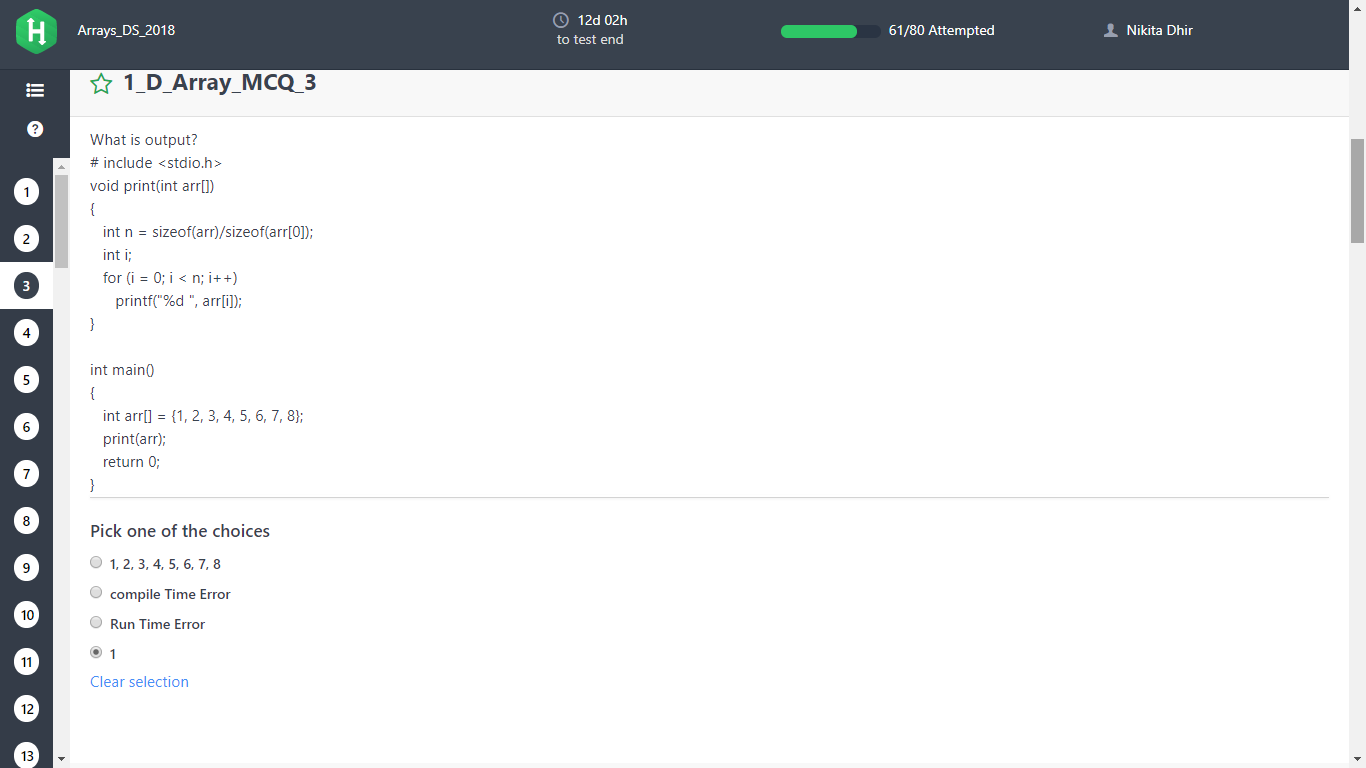 Arrays_DS_2018
12d 02h
to test end
61/80 Attempted
Nikita Dhir
1_D_Array_MCQ_3
?
1
2
3
4
5
6
7
8
9
10
11
12
13
What is output?
# include <stdio.h>
void print(int arr[])
{
int n = sizeof(arr)/sizeof(arr[0]);
int i;
for (i = 0; i < n; i++)
printf("%d ", arr[i]);
}
int main()
{
int arr[] = {1, 2, 3, 4, 5, 6, 7, 8};
print(arr);
return 0;
}
Pick one of the choices
1, 2, 3, 4, 5, 6, 7, 8
compile Time Error
Run Time Error
1
Clear selection